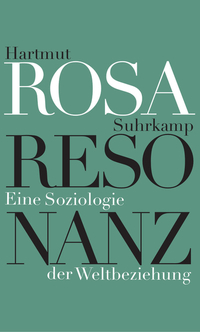 Hartmut
ROSA
Suhrkamp
RESO
Eine Soziologie
NANZ
der Weltbeziehung